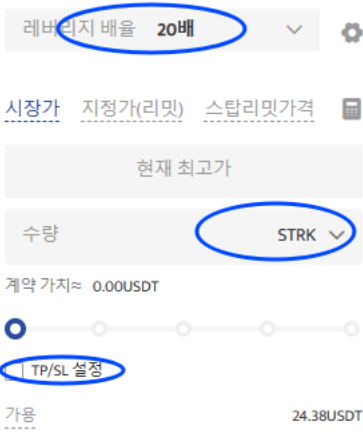 레버리지 배율 20배
시장가 지정가(리밋) 스탑리밋가격
현재 최고가
수량 STRK
계약 가치≈ 0.00USDT
TP/SL 설정
가용 24.38USDT